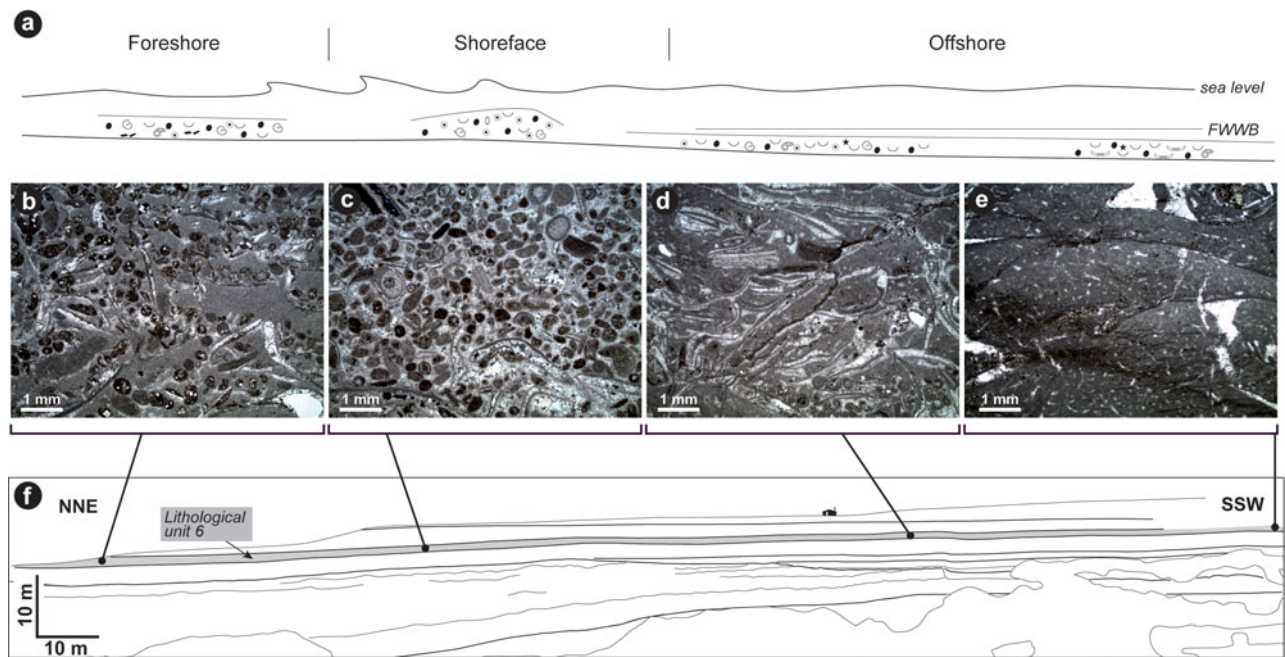 a
Foreshore
Shoreface
Offshore
sea level
FWWB
b
c
d
e
1 mm
1 mm
1 mm
1 mm
f
NNE
SSW
Lithological
unit 6
10 m
10 m